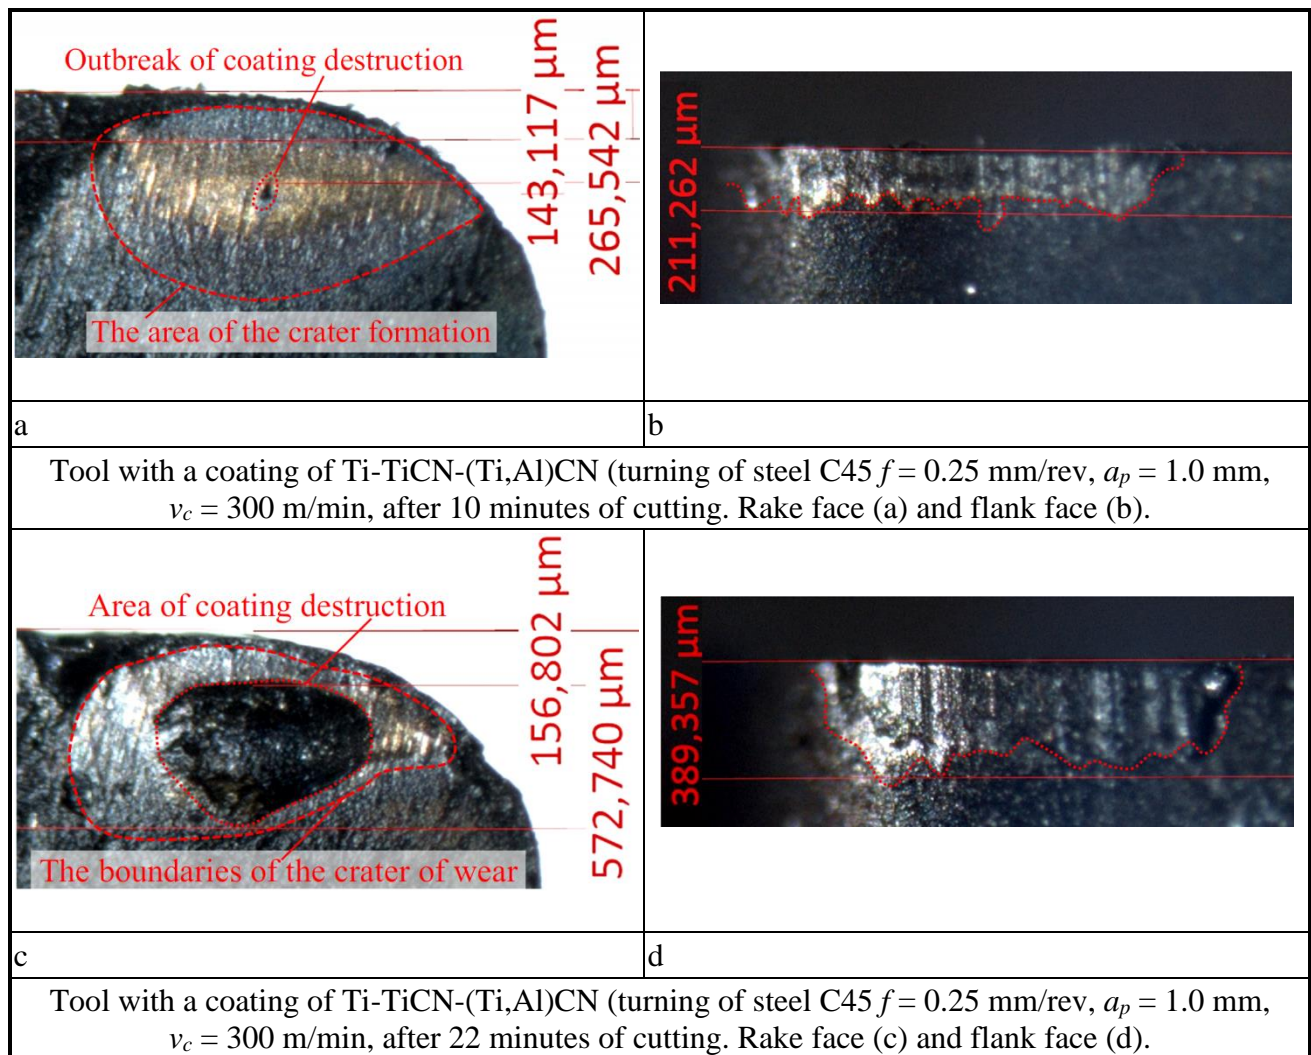 Outbreak of coating destruction
143,117 µm
265,542 µm
The area of the crater formation
211,262 µm
a
b
Tool with a coating of Ti-TiCN-(Ti,Al)CN (turning of steel C45 f = 0.25 mm/rev, ap = 1.0 mm,
vc = 300 m/min, after 10 minutes of cutting. Rake face (a) and flank face (b).
Area of coating destruction
156,802 µm
572,740 µm
The boundaries of the crater of wear
389,357 µm
c
d
Tool with a coating of Ti-TiCN-(Ti,Al)CN (turning of steel C45 f = 0.25 mm/rev, ap = 1.0 mm,
vc = 300 m/min, after 22 minutes of cutting. Rake face (c) and flank face (d).